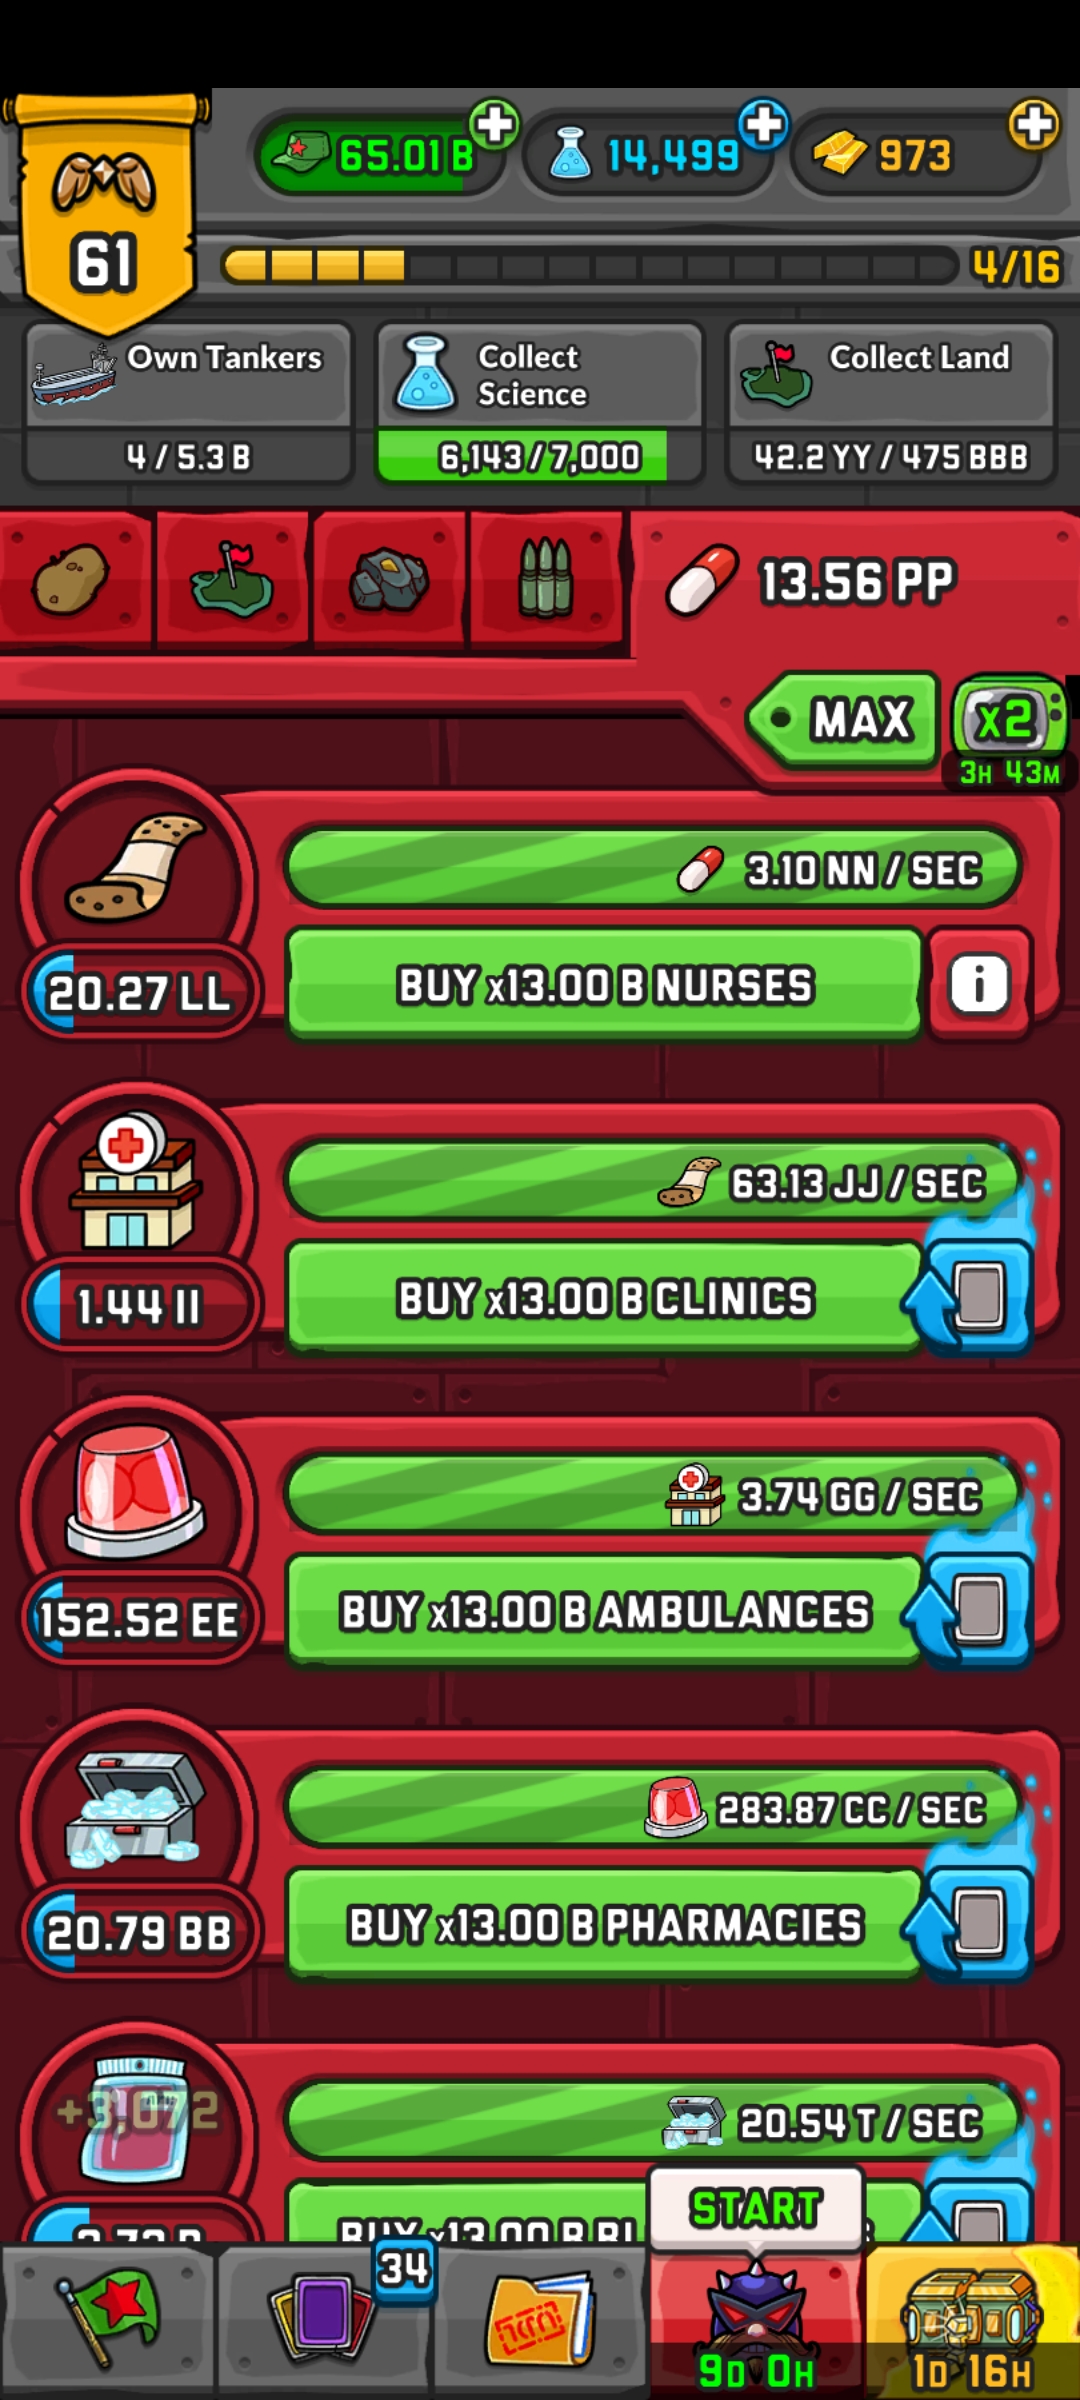 65.01 B
14,499
973
61
4/16
Own Tankers
4 / 5.3 B
Collect
Science
6,143 / 7,000
Collect Land
42.2 YY / 475 BBB
13.56 PP
MAX
x2
3H 43M
3.10 NN / SEC
20.27 LL
BUY x13.00 B NURSES
i
63.13 JJ / SEC
1.44 II
BUY x13.00 B CLINICS
3.74 GG / SEC
152.52 EE
BUY x13.00 B AMBULANCES
283.87 CC / SEC
20.79 BB
BUY x13.00 B PHARMACIES
+3,072
20.54 T / SEC
BUY x13.00 B
START
34
9D 0H
1D 16H